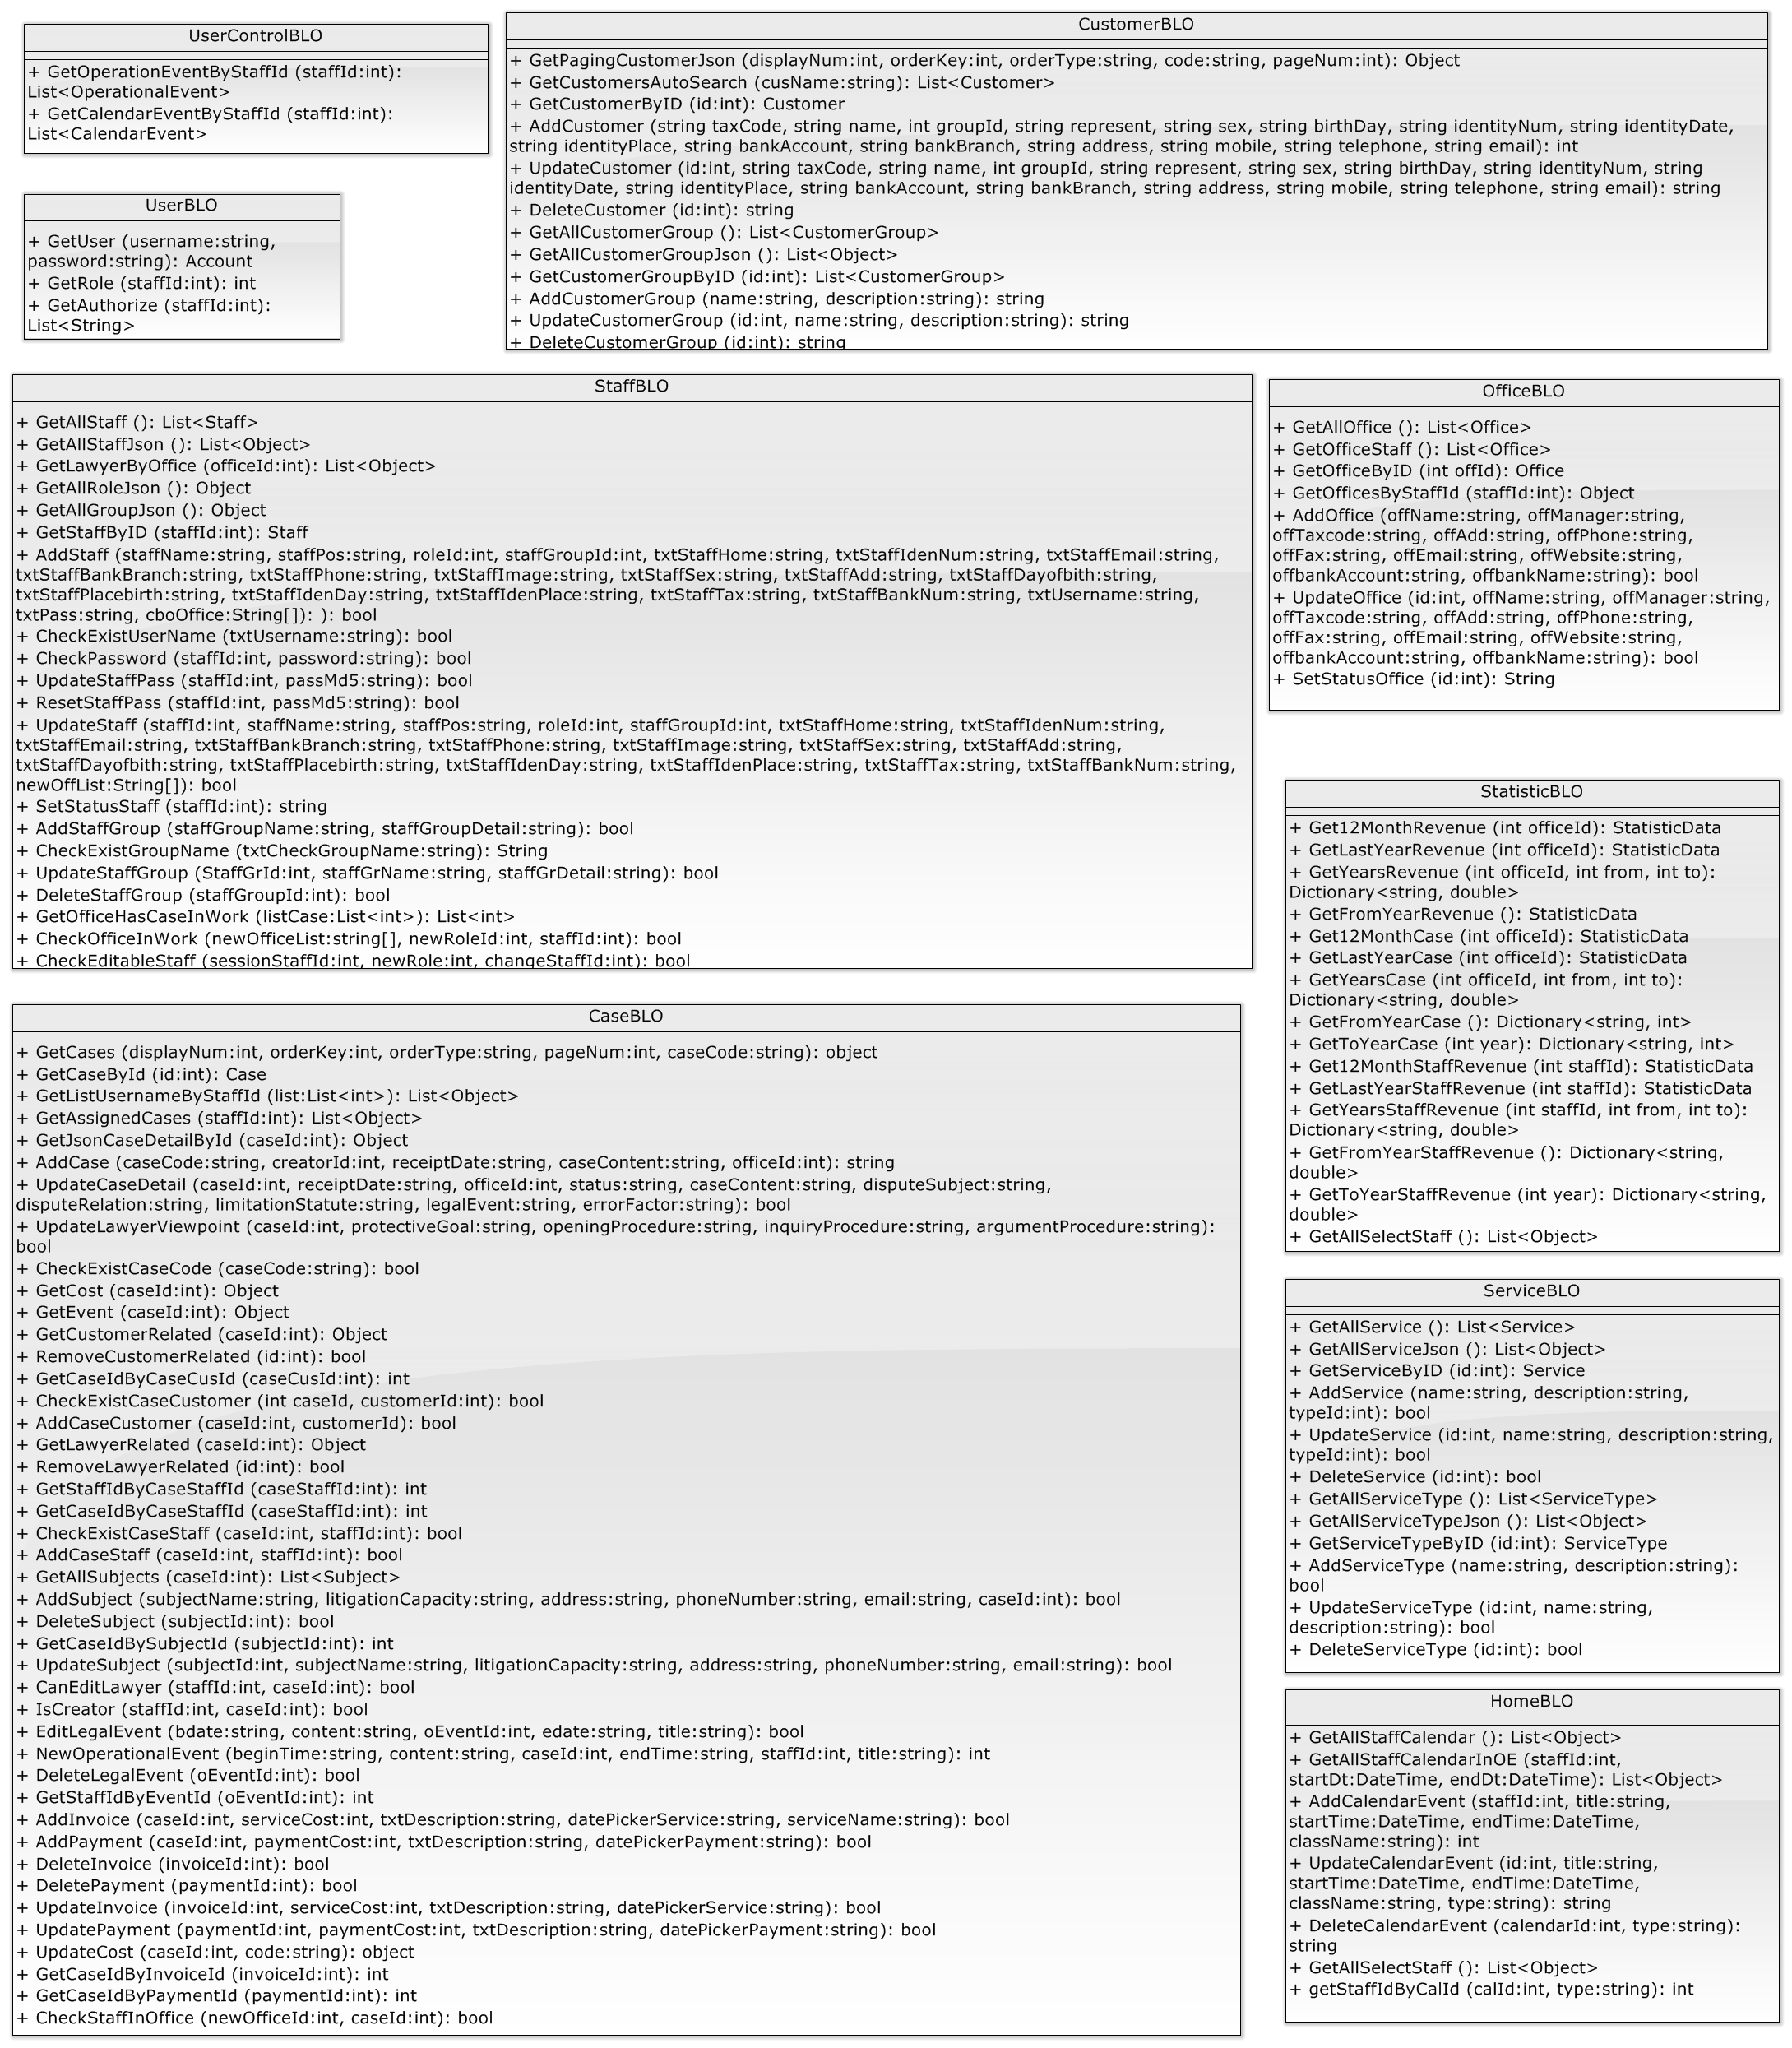 UserControlBLO
+ GetOperationEventByStaffId (staffId:int):
List<OperationalEvent>
+ GetCalendarEventByStaffId (staffId:int):
List<CalendarEvent>
UserBLO
+ GetUser (username:string,
password:string): Account
+ GetRole (staffId:int): int
+ GetAuthorize (staffId:int):
List<String>
CustomerBLO
+ GetPagingCustomerJson (displayNum:int, orderKey:int, orderType:string, code:string, pageNum:int): Object
+ GetCustomersAutoSearch (cusName:string): List<Customer>
+ GetCustomerByID (id:int): Customer
+ AddCustomer (string taxCode, string name, int groupId, string represent, string sex, string birthDay, string identityNum, string identityDate,
string identityPlace, string bankAccount, string bankBranch, string address, string mobile, string telephone, string email): int
+ UpdateCustomer (id:int, string taxCode, string name, int groupId, string represent, string sex, string birthDay, string identityNum, string
identityDate, string identityPlace, string bankAccount, string bankBranch, string address, string mobile, string telephone, string email): string
+ DeleteCustomer (id:int): string
+ GetAllCustomerGroup (): List<CustomerGroup>
+ GetAllCustomerGroupJson (): List<Object>
+ GetCustomerGroupByID (id:int): List<CustomerGroup>
+ AddCustomerGroup (name:string, description:string): string
+ UpdateCustomerGroup (id:int, name:string, description:string): string
+ DeleteCustomerGroup (id:int): string
StaffBLO
+ GetAllStaff (): List<Staff>
+ GetAllStaffJson (): List<Object>
+ GetLawyerByOffice (officeId:int): List<Object>
+ GetAllRoleJson (): Object
+ GetAllGroupJson (): Object
+ GetStaffByID (staffId:int): Staff
+ AddStaff (staffName:string, staffPos:string, roleId:int, staffGroupId:int, txtStaffHome:string, txtStaffIdenNum:string, txtStaffEmail:string,
txtStaffBankBranch:string, txtStaffPhone:string, txtStaffImage:string, txtStaffSex:string, txtStaffAdd:string, txtStaffDayofbith:string,
txtStaffPlacebirth:string, txtStaffIdenDay:string, txtStaffIdenPlace:string, txtStaffTax:string, txtStaffBankNum:string, txtUsername:string,
txtPass:string, cboOffice:String[]): ): bool
+ CheckExistUserName (txtUsername:string): bool
+ CheckPassword (staffId:int, password:string): bool
+ UpdateStaffPass (staffId:int, passMd5:string): bool
+ ResetStaffPass (staffId:int, passMd5:string): bool
+ UpdateStaff (staffId:int, staffName:string, staffPos:string, roleId:int, staffGroupId:int, txtStaffHome:string, txtStaffIdenNum:string,
txtStaffEmail:string, txtStaffBankBranch:string, txtStaffPhone:string, txtStaffImage:string, txtStaffSex:string, txtStaffAdd:string,
txtStaffDayofbith:string, txtStaffPlacebirth:string, txtStaffIdenDay:string, txtStaffIdenPlace:string, txtStaffTax:string, txtStaffBankNum:string,
newOffList:String[]): bool
+ SetStatusStaff (staffId:int): string
+ AddStaffGroup (staffGroupName:string, staffGroupDetail:string): bool
+ CheckExistGroupName (txtCheckGroupName:string): String
+ UpdateStaffGroup (StaffGrId:int, staffGrName:string, staffGrDetail:string): bool
+ DeleteStaffGroup (staffGroupId:int): bool
+ GetOfficeHasCaseInWork (listCase:List<int>): List<int>
+ CheckOfficeInWork (newOfficeList:string[], newRoleId:int, staffId:int): bool
+ CheckEditableStaff (sessionStaffId:int, newRole:int, changeStaffId:int): bool
OfficeBLO
+ GetAllOffice (): List<Office>
+ GetOfficeStaff (): List<Office>
+ GetOfficeByID (int offId): Office
+ GetOfficesByStaffId (staffId:int): Object
+ AddOffice (offName:string, offManager:string,
offTaxcode:string, offAdd:string, offPhone:string,
offFax:string, offEmail:string, offWebsite:string,
offbankAccount:string, offbankName:string): bool
+ UpdateOffice (id:int, offName:string, offManager:string,
offTaxcode:string, offAdd:string, offPhone:string,
offFax:string, offEmail:string, offWebsite:string,
offbankAccount:string, offbankName:string): bool
+ SetStatusOffice (id:int): String
StatisticBLO
+ Get12MonthRevenue (int officeId): StatisticData
+ GetLastYearRevenue (int officeId): StatisticData
+ GetYearsRevenue (int officeId, int from, int to):
Dictionary<string, double>
+ GetFromYearRevenue (): StatisticData
+ Get12MonthCase (int officeId): StatisticData
+ GetLastYearCase (int officeId): StatisticData
+ GetYearsCase (int officeId, int from, int to):
Dictionary<string, double>
+ GetFromYearCase (): Dictionary<string, int>
+ GetToYearCase (int year): Dictionary<string, int>
+ Get12MonthStaffRevenue (int staffId): StatisticData
+ GetLastYearStaffRevenue (int staffId): StatisticData
+ GetYearsStaffRevenue (int staffId, int from, int to):
Dictionary<string, double>
+ GetFromYearStaffRevenue (): Dictionary<string,
double>
+ GetToYearStaffRevenue (int year): Dictionary<string,
double>
+ GetAllSelectStaff (): List<Object>
CaseBLO
+ GetCases (displayNum:int, orderKey:int, orderType:string, pageNum:int, caseCode:string): object
+ GetCaseById (id:int): Case
+ GetListUsernameByStaffId (list:List<int>): List<Object>
+ GetAssignedCases (staffId:int): List<Object>
+ GetJsonCaseDetailById (caseId:int): Object
+ AddCase (caseCode:string, creatorId:int, receiptDate:string, caseContent:string, officeId:int): string
+ UpdateCaseDetail (caseId:int, receiptDate:string, officeId:int, status:string, caseContent:string, disputeSubject:string,
disputeRelation:string, limitationStatute:string, legalEvent:string, errorFactor:string): bool
+ UpdateLawyerViewpoint (caseId:int, protectiveGoal:string, openingProcedure:string, inquiryProcedure:string, argumentProcedure:string):
bool
+ CheckExistCaseCode (caseCode:string): bool
+ GetCost (caseId:int): Object
+ GetEvent (caseId:int): Object
+ GetCustomerRelated (caseId:int): Object
+ RemoveCustomerRelated (id:int): bool
+ GetCaseIdByCaseCusId (caseCusId:int): int
+ CheckExistCaseCustomer (int caseId, customerId:int): bool
+ AddCaseCustomer (caseId:int, customerId): bool
+ GetLawyerRelated (caseId:int): Object
+ RemoveLawyerRelated (id:int): bool
+ GetStaffIdByCaseStaffId (caseStaffId:int): int
+ GetCaseIdByCaseStaffId (caseStaffId:int): int
+ CheckExistCaseStaff (caseId:int, staffId:int): bool
+ AddCaseStaff (caseId:int, staffId:int): bool
+ GetAllSubjects (caseId:int): List<Subject>
+ AddSubject (subjectName:string, litigationCapacity:string, address:string, phoneNumber:string, email:string, caseId:int): bool
+ DeleteSubject (subjectId:int): bool
+ GetCaseIdBySubjectId (subjectId:int): int
+ UpdateSubject (subjectId:int, subjectName:string, litigationCapacity:string, address:string, phoneNumber:string, email:string): bool
+ CanEditLawyer (staffId:int, caseId:int): bool
+ IsCreator (staffId:int, caseId:int): bool
+ EditLegalEvent (bdate:string, content:string, oEventId:int, edate:string, title:string): bool
+ NewOperationalEvent (beginTime:string, content:string, caseId:int, endTime:string, staffId:int, title:string): int
+ DeleteLegalEvent (oEventId:int): bool
+ GetStaffIdByEventId (oEventId:int): int
+ AddInvoice (caseId:int, serviceCost:int, txtDescription:string, datePickerService:string, serviceName:string): bool
+ AddPayment (caseId:int, paymentCost:int, txtDescription:string, datePickerPayment:string): bool
+ DeleteInvoice (invoiceId:int): bool
+ DeletePayment (paymentId:int): bool
+ UpdateInvoice (invoiceId:int, serviceCost:int, txtDescription:string, datePickerService:string): bool
+ UpdatePayment (paymentId:int, paymentCost:int, txtDescription:string, datePickerPayment:string): bool
+ UpdateCost (caseId:int, code:string): object
+ GetCaseIdByInvoiceId (invoiceId:int): int
+ GetCaseIdByPaymentId (paymentId:int): int
+ CheckStaffInOffice (newOfficeId:int, caseId:int): bool
ServiceBLO
+ GetAllService (): List<Service>
+ GetAllServiceJson (): List<Object>
+ GetServiceByID (id:int): Service
+ AddService (name:string, description:string,
typeId:int): bool
+ UpdateService (id:int, name:string, description:string,
typeId:int): bool
+ DeleteService (id:int): bool
+ GetAllServiceType (): List<ServiceType>
+ GetAllServiceTypeJson (): List<Object>
+ GetServiceTypeByID (id:int): ServiceType
+ AddServiceType (name:string, description:string):
bool
+ UpdateServiceType (id:int, name:string,
description:string): bool
+ DeleteServiceType (id:int): bool
HomeBLO
+ GetAllStaffCalendar (): List<Object>
+ GetAllStaffCalendarInOE (staffId:int,
startDt:DateTime, endDt:DateTime): List<Object>
+ AddCalendarEvent (staffId:int, title:string,
startTime:DateTime, endTime:DateTime,
className:string): int
+ UpdateCalendarEvent (id:int, title:string,
startTime:DateTime, endTime:DateTime,
className:string, type:string): string
+ DeleteCalendarEvent (calendarId:int, type:string):
string
+ GetAllSelectStaff (): List<Object>
+ getStaffIdByCalId (calId:int, type:string): int